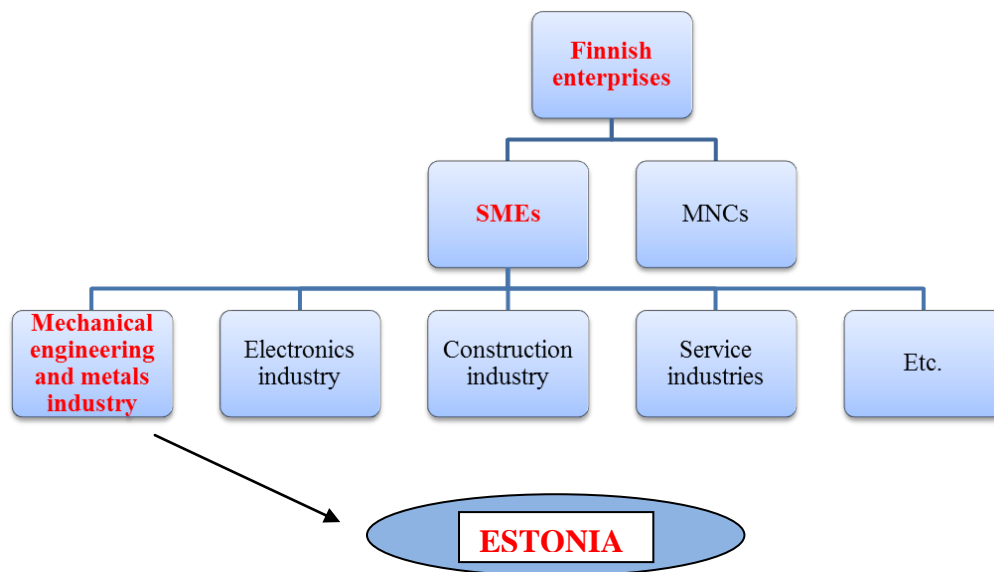 Finnish
enterprises
SMEs
MNCs
Mechanical
engineering
and metals
industry
Electronics
industry
Construction
industry
Service
industries
Etc.
ESTONIA